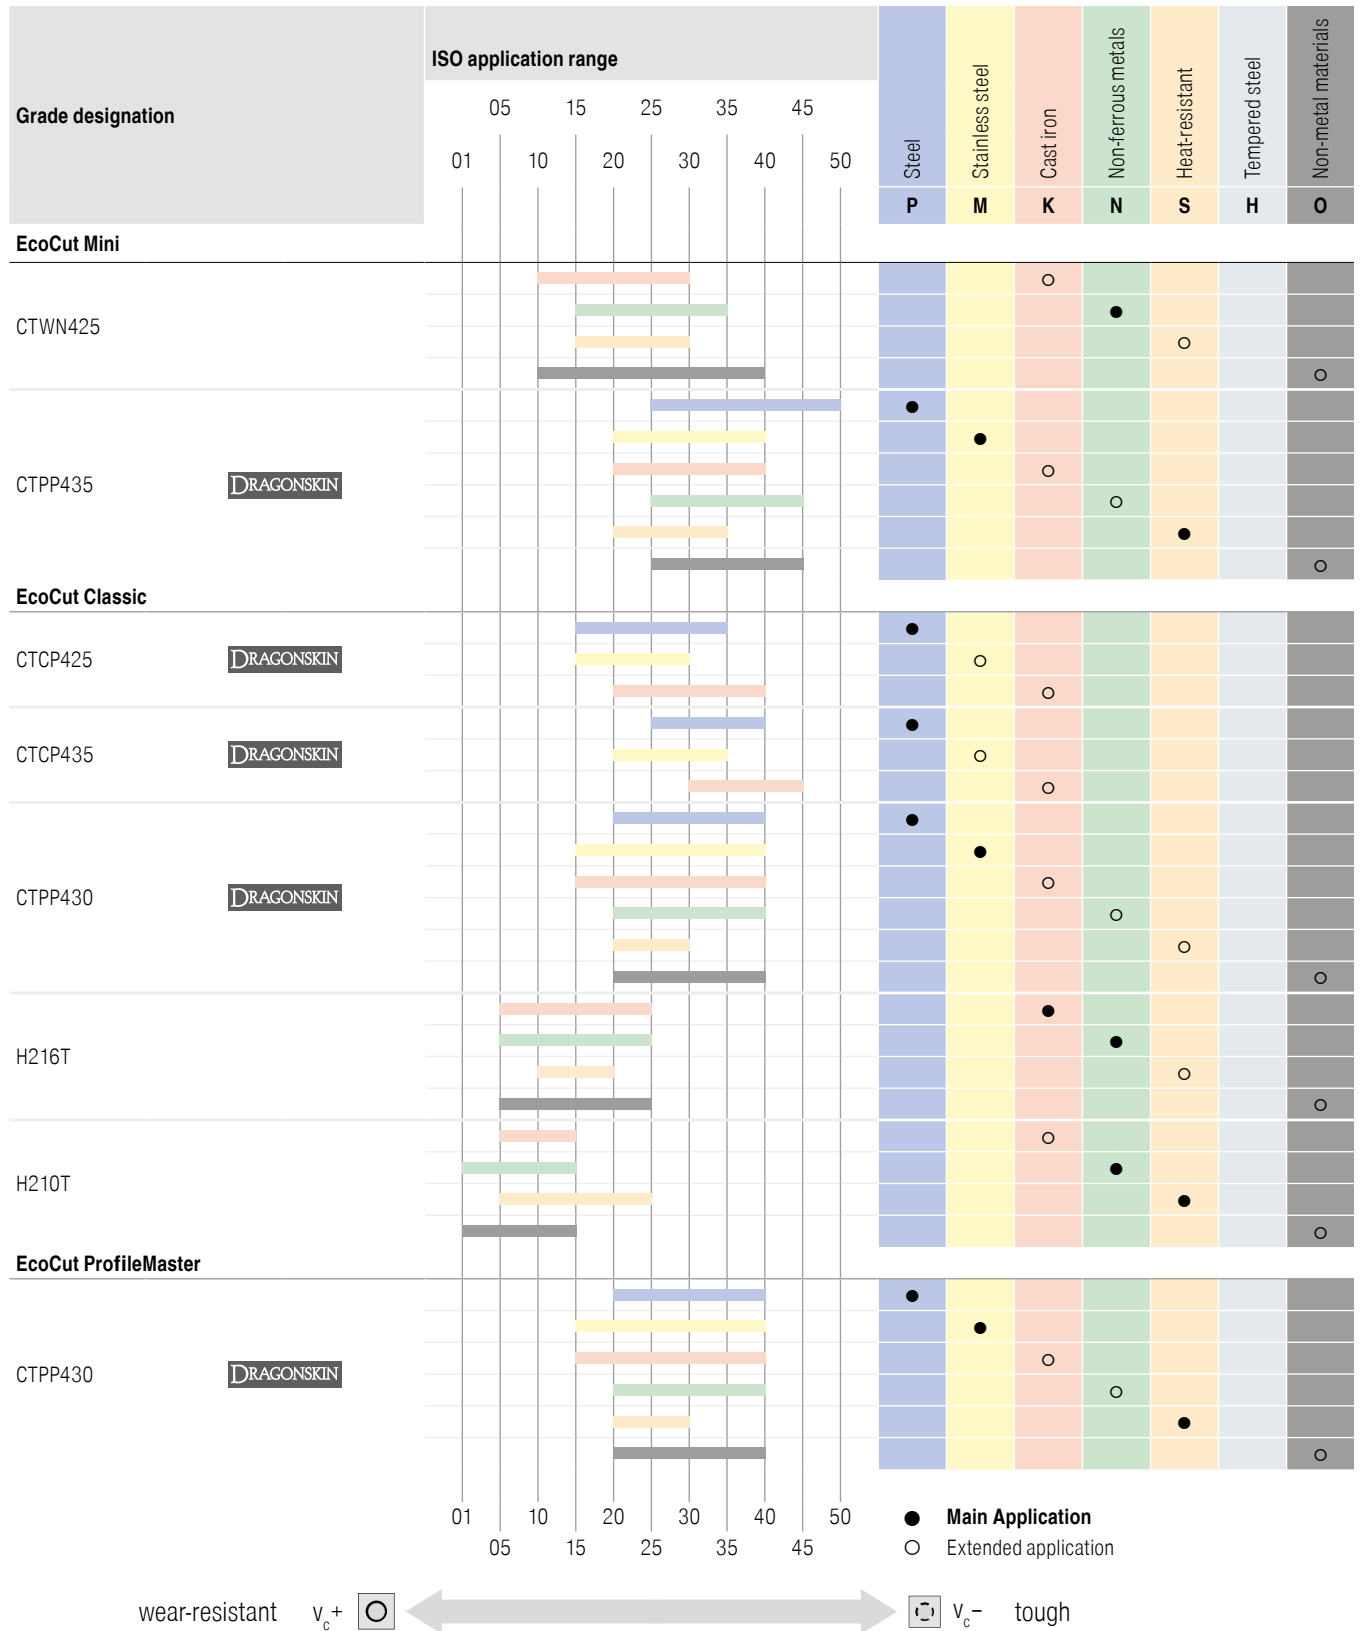 Grade designation
ISO application range
05 15 25 35 45
01 10 20 30 40 50
Steel
Stainless steel
Cast iron
Non-ferrous metals
Heat-resistant
Tempered steel
Non-metal materials
P M K N S H O
EcoCut Mini
CTWN425
CTPP435 DRAGONSKIN
EcoCut Classic
CTCP425 DRAGONSKIN
CTCP435 DRAGONSKIN
CTPP430 DRAGONSKIN
H216T
H210T
EcoCut ProfileMaster
CTPP430 DRAGONSKIN
01 10 20 30 40 50
05 15 25 35 45
Main Application
Extended application
wear-resistant vc+ vc– tough